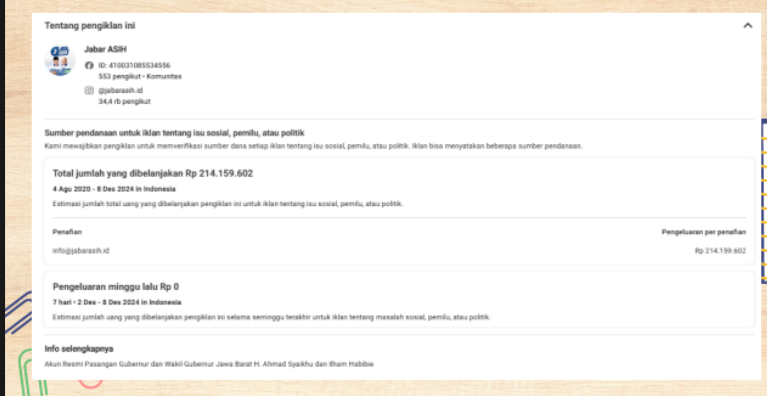 Tentang pengiklan ini
Jabar ASIH
ID: 410031085534556
553 pengikut • Komunitas
@jabarasih.id
34,4 rb pengikut
Sumber pendanaan untuk iklan tentang isu sosial, pemilu, atau politik
Kami mewajibkan pengiklan untuk memverifikasi sumber dana setiap iklan tentang isu sosial, pemilu, atau politik. Iklan bisa menyatakan beberapa sumber pendanaan.
Total jumlah yang dibelanjakan Rp 214.159.602
4 Agu 2020 - 8 Des 2024 in Indonesia
Estimasi jumlah total uang yang dibelanjakan pengiklan ini untuk iklan tentang isu sosial, pemilu, atau politik.
Penafian Pengeluaran per penafian
info@jabarasih.id Rp 214.159.602
Pengeluaran minggu lalu Rp 0
7 hari • 2 Des - 8 Des 2024 in Indonesia
Estimasi jumlah uang yang dibelanjakan pengiklan ini selama seminggu terakhir untuk iklan tentang masalah sosial, pemilu, atau politik.
Info selengkapnya
Akun Resmi Pasangan Gubernur dan Wakil Gubernur Jawa Barat H. Ahmad Syaikhu dan Ilham Habibie